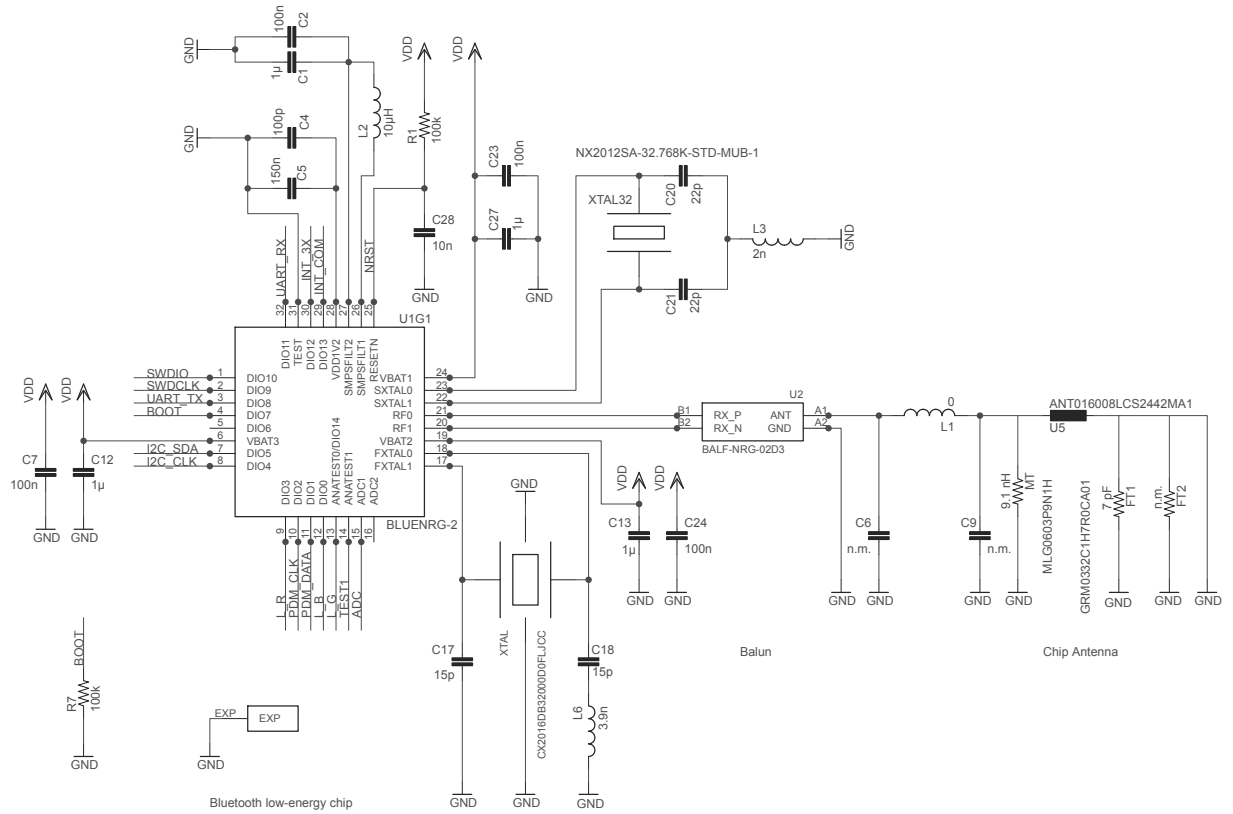 100n
C2
GND
1µ
C1
VDD
VDD
GND
100p
C4
L2
10µH
R1
100k
150n
C5
C23
100n
C27
1µ
NX2012SA-32.768K-STD-MUB-1
C20
22p
XTAL32
L3
2n
GND
C21
22p
C28
10n
GND
GND
UART_RX
INT_3X
INT_COM
NRST
32
31
30
29
28
27
26
25
U1G1
DIO11
TEST
DIO12
DIO13
VDD1V2
SMPSFILT2
SMPSFILT1
RESETN
SWDIO
1
DIO10
SWDCLK
2
DIO9
UART_TX
3
DIO8
BOOT
4
DIO7
5
DIO6
6
VBAT3
I2C_SDA
7
DIO5
I2C_CLK
8
DIO4
VBAT1
24
SXTAL0
23
SXTAL1
22
RF0
21
RF1
20
VBAT2
19
FXTAL0
18
FXTAL1
17
DIO3
DIO2
DIO1
DIO0
ANATEST0/DIO14
ANATEST1
ADC1
ADC2
BLUENRG-2
9
10
11
12
13
14
15
16
L_R
PDM_CLK
PDM_DATA
L_B
L_G
TEST1
ADC
VDD
VDD
C7
100n
C12
1µ
GND
GND
U2
B1
RX_P
ANT
A1
B2
RX_N
GND
A2
BALF-NRG-02D3
0
L1
ANT016008LCS2442MA1
U5
VDD
VDD
C13
1µ
C24
100n
GND
GND
C6
n.m.
GND
GND
C9
n.m.
GND
9.1 nH
MT
MLG0603P9N1H
GND
GRM0332C1H7R0CA01
7 pF
FT1
GND
n.m.
FT2
GND
GND
GND
XTAL
CX2016DB32000D0FLJCC
C17
15p
C18
15p
L6
3.9n
GND
GND
GND
BOOT
R7
100k
GND
EXP
EXP
GND
Balun
Chip Antenna
Bluetooth low-energy chip